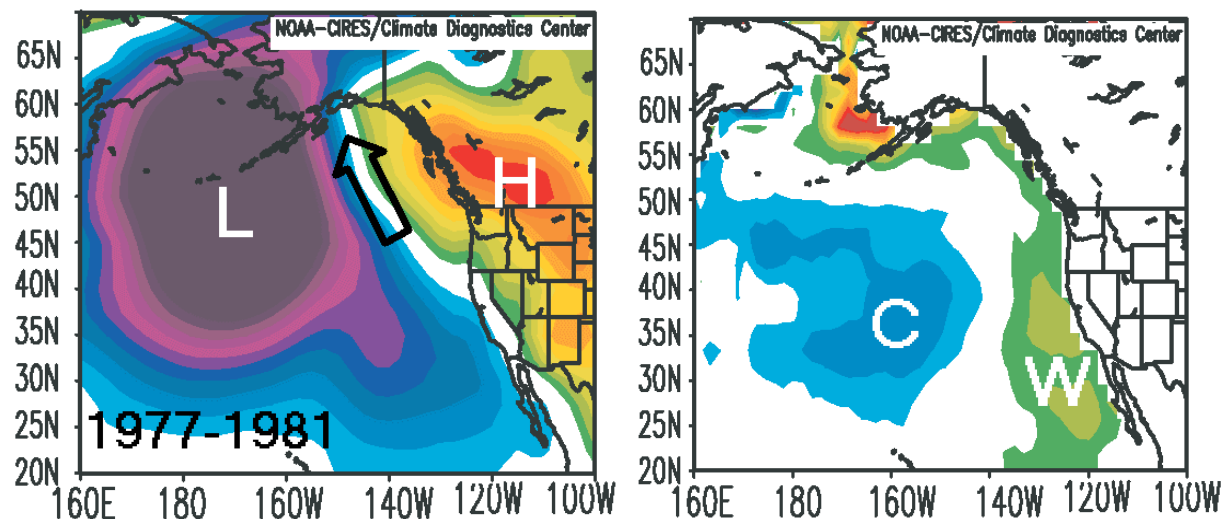 NOAA-CIRES/Climate Diagnostics Center
65N
60N
55N
50N
45N
40N
35N
30N
25N
20N
L
H
1977-1981
160E 180 160W 140W 120W 100W
NOAA-CIRES/Climate Diagnostics Center
65N
60N
55N
50N
45N
40N
35N
30N
25N
20N
C
W
160E 180 160W 140W 120W 100W